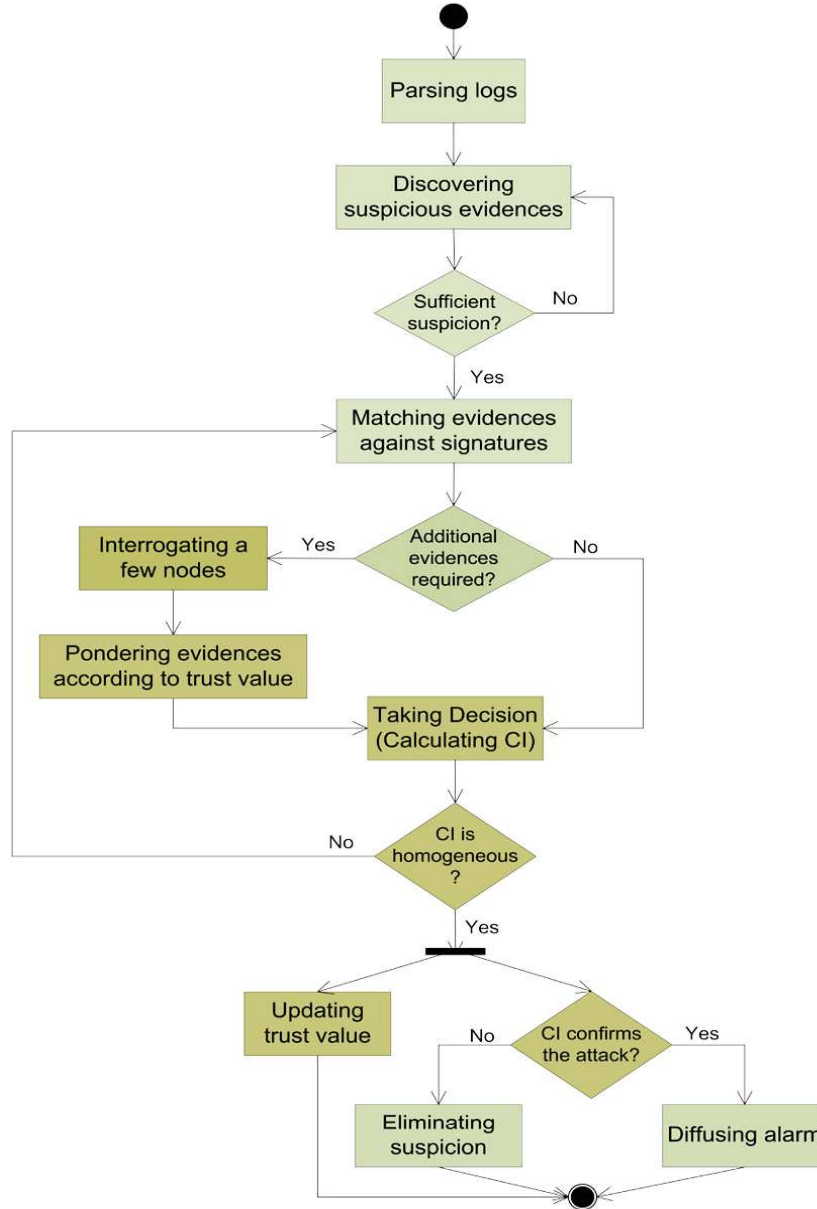 Parsing logs
Discovering
suspicious evidences
Sufficient
suspicion?
No
Yes
Matching evidences
against signatures
Additional
evidences
required?
Yes
No
Interrogating a
few nodes
Pondering evidences
according to trust value
Taking Decision
(Calculating CI)
CI is
homogeneous
?
No
Yes
Updating
trust value
CI confirms
the attack?
No
Yes
Eliminating
suspicion
Diffusing alarm